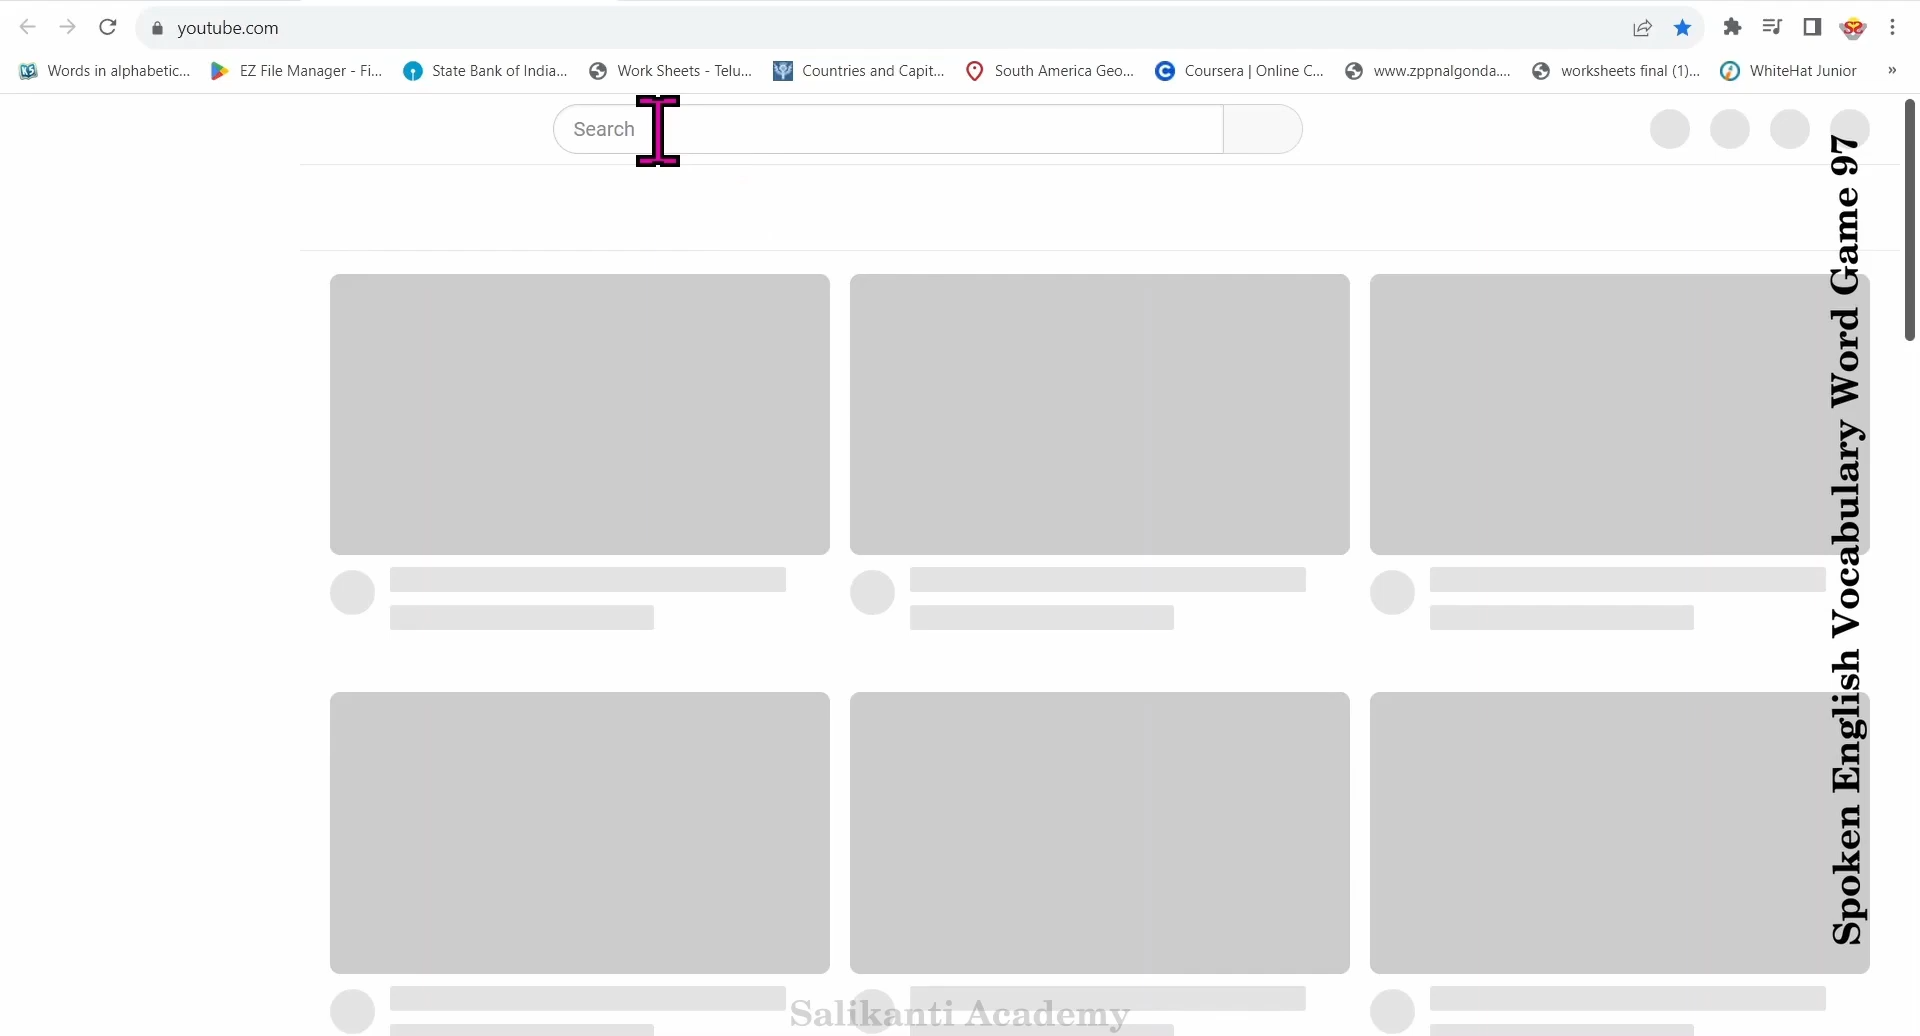 youtube.com
Words in alphabetic...
EZ File Manager - Fi...
State Bank of India...
Work Sheets - Telu...
Countries and Capit...
South America Geo...
Coursera | Online C...
www.zppnalgonda....
worksheets final (1)...
WhiteHat Junior
»
Search
Spoken English Vocabulary Word Game 97
Salikanti Academy